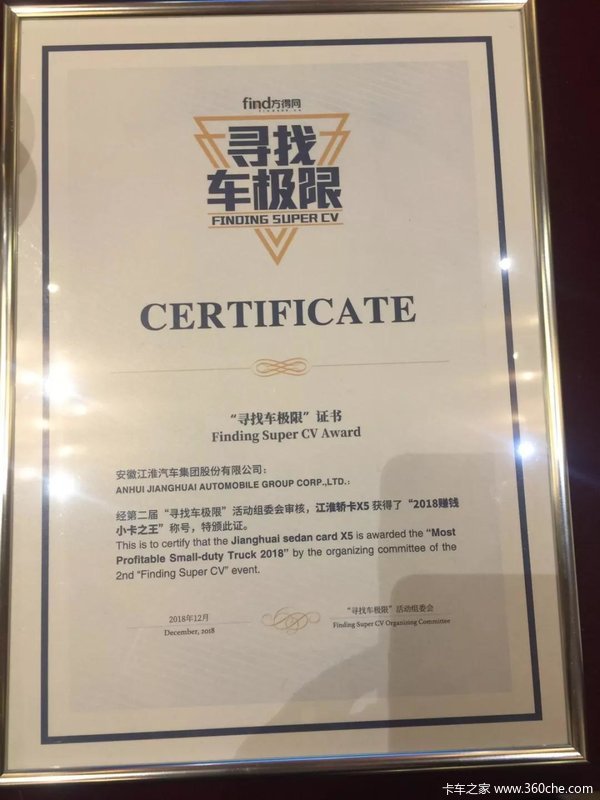 find方得网
寻找
车极限
FINDING SUPER CV
CERTIFICATE
“寻找车极限”证书
Finding Super CV Award
安徽江淮汽车集团股份有限公司：
ANHUI JIANGHUAI AUTOMOBILE GROUP CORP.,LTD.:
经第二届“寻找车极限”活动组委会审核，江淮轿卡X5 获得了“2018赚钱
小卡之王”称号，特颁此证。
This is to certify that the Jianghuai sedan card X5 is awarded the “Most
Profitable Small-duty Truck 2018” by the organizing committee of the
2nd “Finding Super CV” event.
2018年12月
December, 2018
“寻找车极限”活动组委会
Finding Super CV Organizing Committee
卡车之家 www.360che.com